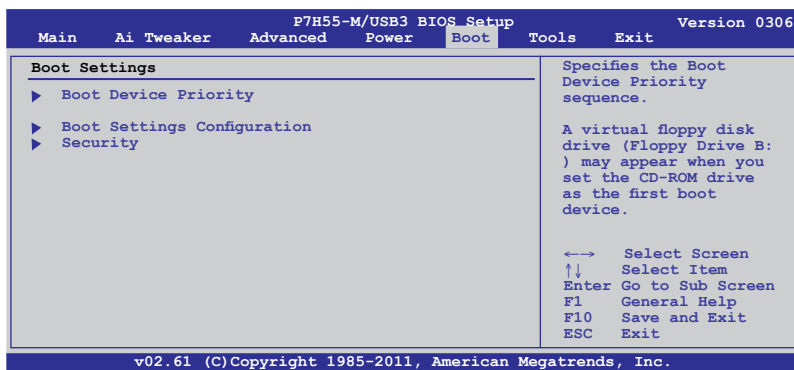 P7H55-M/USB3 BIOS Setup Version 0306
Main Ai Tweaker Advanced Power Boot Tools Exit
Boot Settings
Boot Device Priority
Boot Settings Configuration
Security
Specifies the Boot
Device Priority
sequence.
A virtual floppy disk
drive (Floppy Drive B:
) may appear when you
set the CD-ROM drive
as the first boot
device.
←→ Select Screen
↑↓ Select Item
Enter Go to Sub Screen
F1 General Help
F10 Save and Exit
ESC Exit
v02.61 (C)Copyright 1985-2011, American Megatrends, Inc.